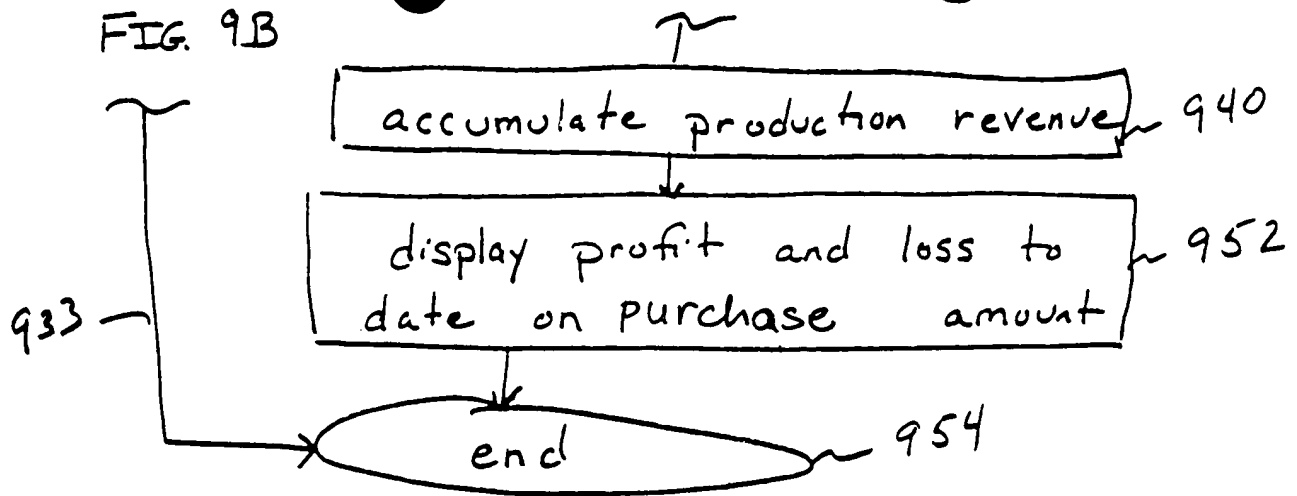 FIG. 9B
accumulate production revenue
940
display profit and loss to
date on purchase amount
952
933
end
954